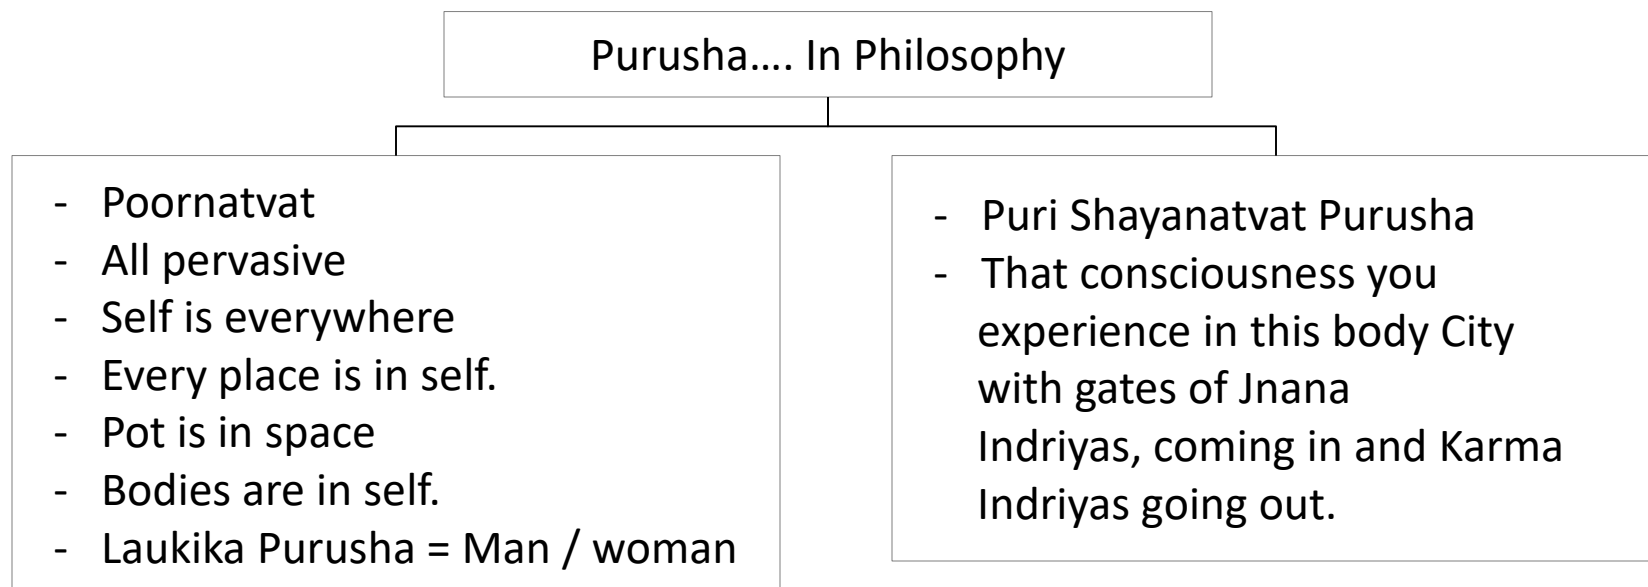 Purusha.... In Philosophy
- Poornatvat
- All pervasive
- Self is everywhere
- Every place is in self.
- Pot is in space
- Bodies are in self.
- Laukika Purusha = Man / woman
- Puri Shayanatvat Purusha
- That consciousness you
experience in this body City
with gates of Jnana
Indriyas, coming in and Karma
Indriyas going out.